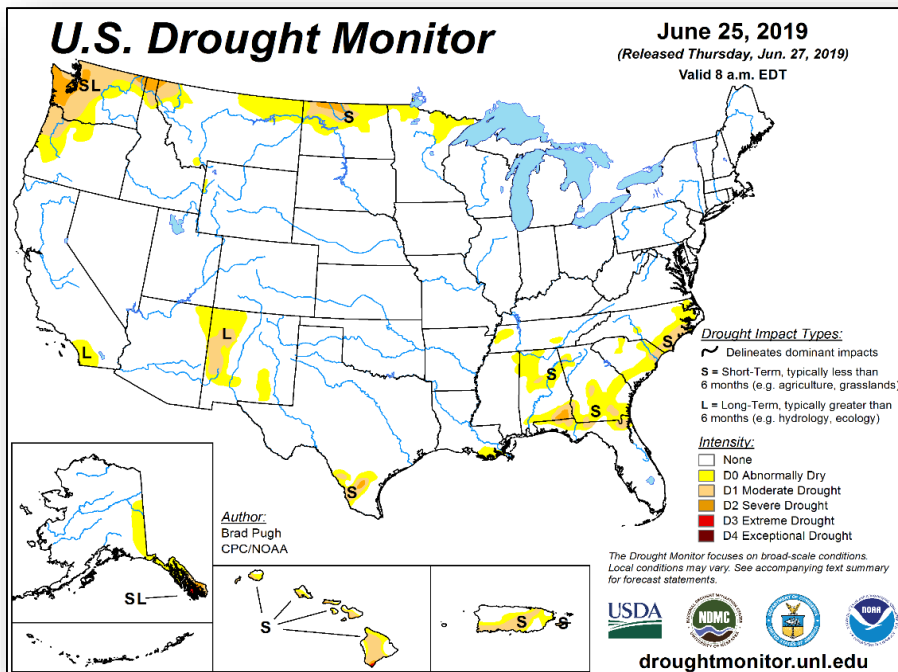 U.S. Drought Monitor
June 25, 2019
(Released Thursday, Jun. 27, 2019)
Valid 8 a.m. EDT
SL
S
L
L
S
S
S
S
Drought Impact Types:
Delineates dominant impacts
S = Short-Term, typically less than
6 months (e.g. agriculture, grasslands)
L = Long-Term, typically greater than
6 months (e.g. hydrology, ecology)
Intensity:
None
D0 Abnormally Dry
D1 Moderate Drought
D2 Severe Drought
D3 Extreme Drought
D4 Exceptional Drought
Author:
Brad Pugh
CPC/NOAA
SL
S
S
S
The Drought Monitor focuses on broad-scale conditions.
Local conditions may vary. See accompanying text summary
for forecast statements.
USDA
NDMC
NOAA
droughtmonitor.unl.edu